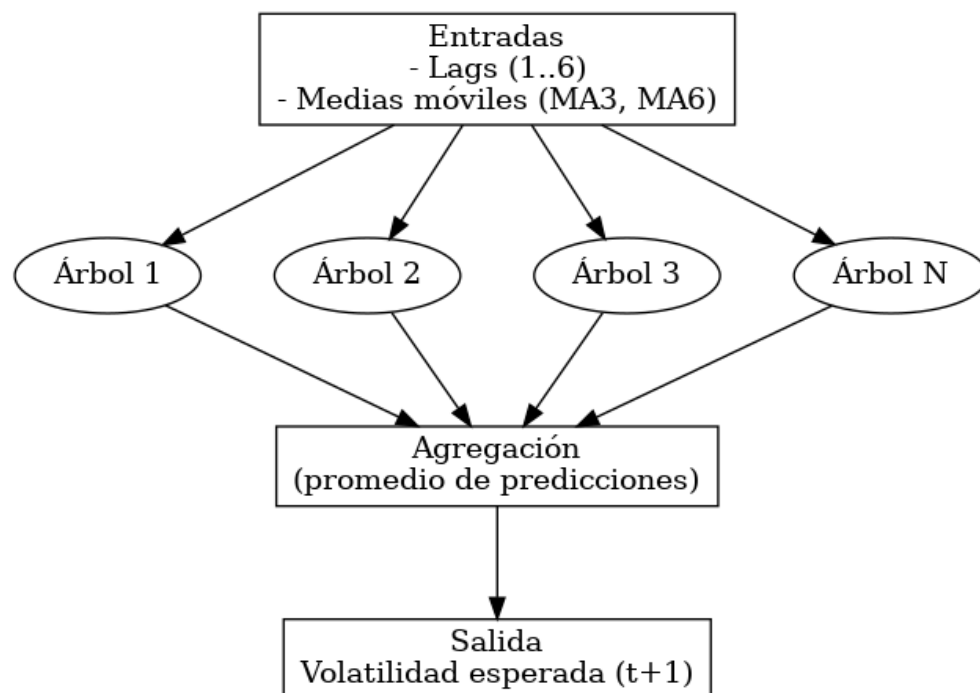 Entradas
- Lags (1..6)
- Medias móviles (MA3, MA6)
Árbol 1
Árbol 2
Árbol 3
Árbol N
Agregación
(promedio de predicciones)
Salida
Volatilidad esperada (t+1)